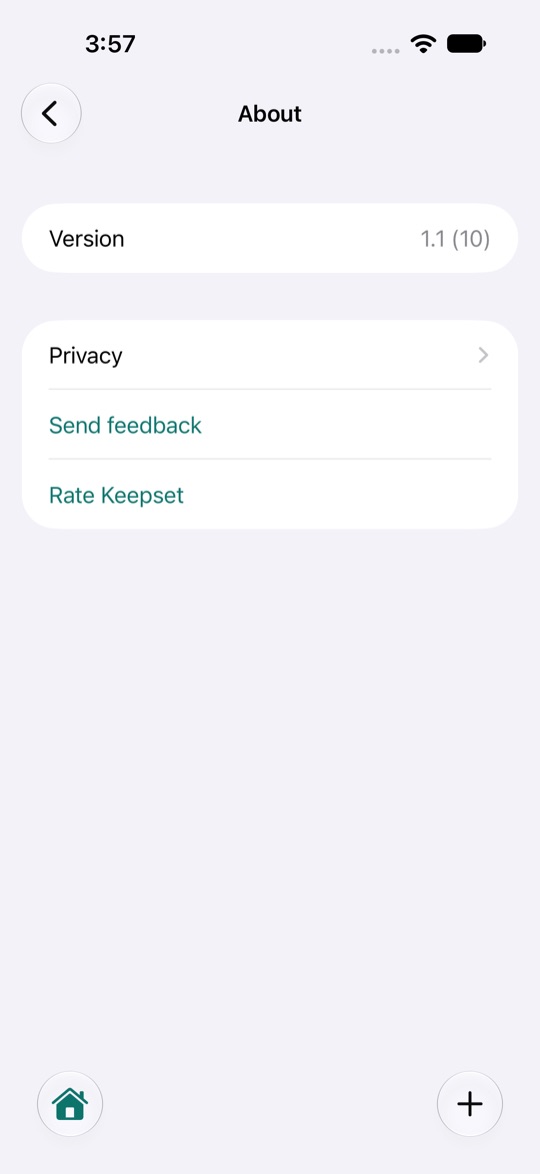 3:57
About
Version 1.1 (10)
Privacy
Send feedback
Rate Keepset